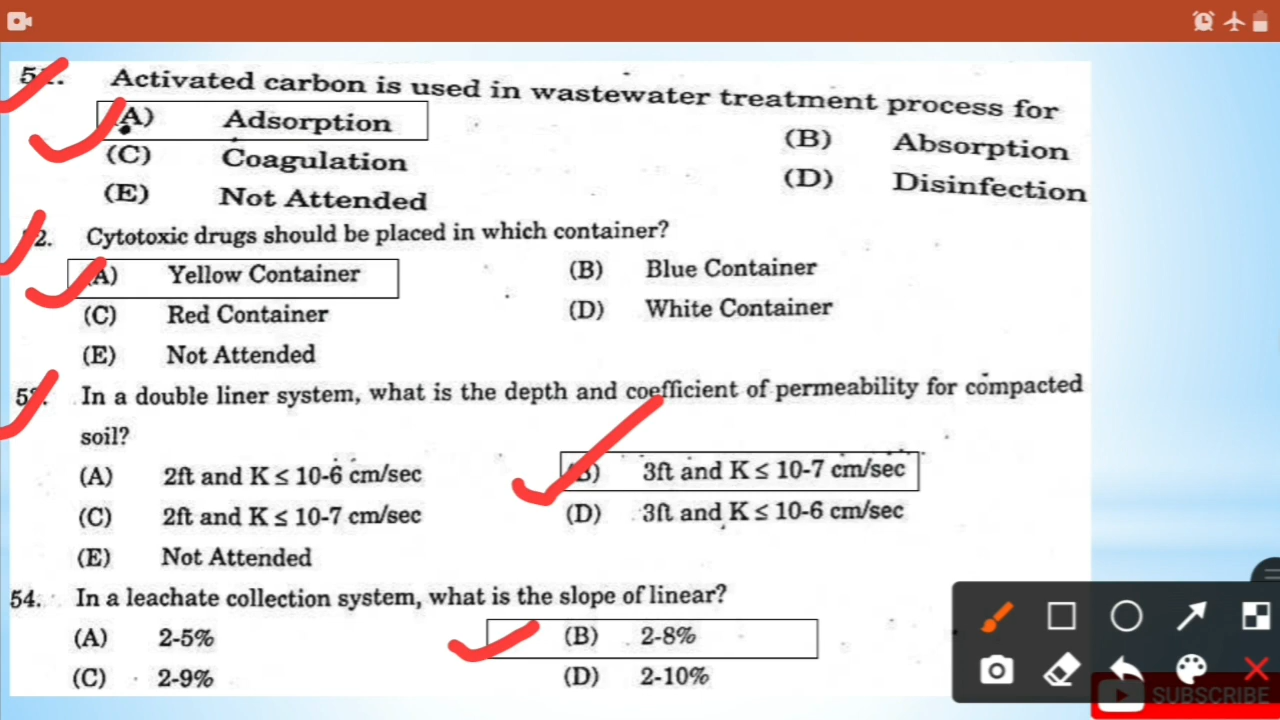 51. Activated carbon is used in wastewater treatment process for
(A) Adsorption (B) Absorption
(C) Coagulation (D) Disinfection
(E) Not Attended
52. Cytotoxic drugs should be placed in which container?
(A) Yellow Container (B) Blue Container
(C) Red Container (D) White Container
(E) Not Attended
53. In a double liner system, what is the depth and coefficient of permeability for compacted
soil?
(A) 2ft and K ≤ 10-6 cm/sec (B) 3ft and K ≤ 10-7 cm/sec
(C) 2ft and K ≤ 10-7 cm/sec (D) 3ft and K ≤ 10-6 cm/sec
(E) Not Attended
54. In a leachate collection system, what is the slope of linear?
(A) 2-5% (B) 2-8%
(C) 2-9% (D) 2-10%
SUBSCRIBE